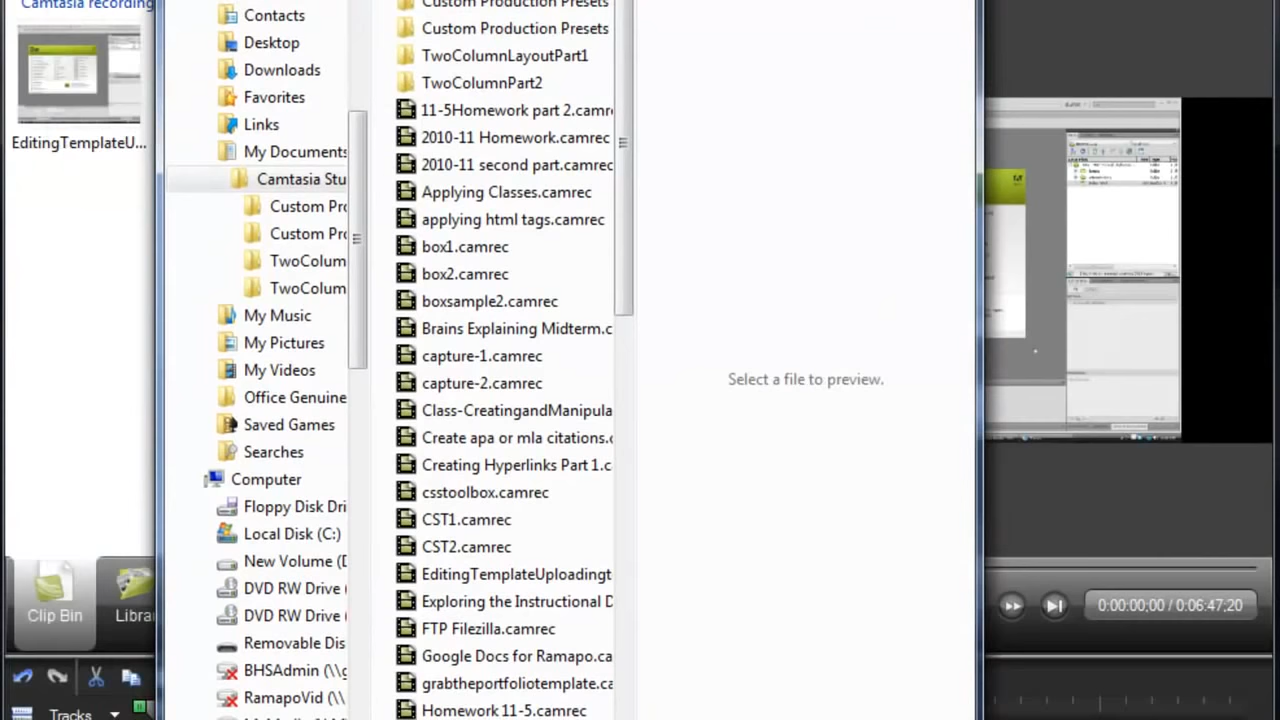 Camtasia recording
EditingTemplateU...
Contacts
Desktop
Downloads
Favorites
Links
My Documents
Camtasia Stu
Custom Pr
Custom Pr
TwoColum
TwoColum
My Music
My Pictures
My Videos
Office Genuine
Saved Games
Searches
Computer
Floppy Disk Dri
Local Disk (C:)
New Volume (D
DVD RW Drive (
DVD RW Drive (
Removable Dis
BHSAdmin (\\g
RamapoVid (\\
Custom Production Presets
Custom Production Presets
TwoColumnLayoutPart1
TwoColumnPart2
11-5Homework part 2.camre
2010-11 Homework.camrec
2010-11 second part.camrec
Applying Classes.camrec
applying html tags.camrec
box1.camrec
box2.camrec
boxsample2.camrec
Brains Explaining Midterm.c
capture-1.camrec
capture-2.camrec
Class-CreatingandManipula
Create apa or mla citations.c
Creating Hyperlinks Part 1.c
csstoolbox.camrec
CST1.camrec
CST2.camrec
EditingTemplateUploadingt
Exploring the Instructional D
FTP Filezilla.camrec
Google Docs for Ramapo.ca
grabtheportfoliotemplate.ca
Homework 11-5.camrec
Select a file to preview.
Clip Bin
Librar
0:00:00;00 / 0:06:47;20
Tracks